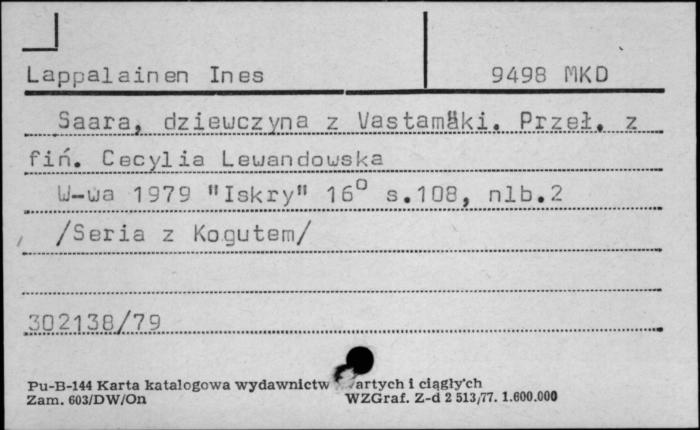 Lappalainen Ines 9498 MKD
Saara, dziewczyna z Vastamäki. Przeł. z
fiń. Cecylia Lewandowska
W-wa 1979 "Iskry" 16° s.108, nlb.2
/Seria z Kogutem/
302138/79
Pu-B-144 Karta katalogowa wydawnictw artych i ciągły'ch
Zam. 603/DW/On WZGraf. Z-d 2 513/77. 1.600.000